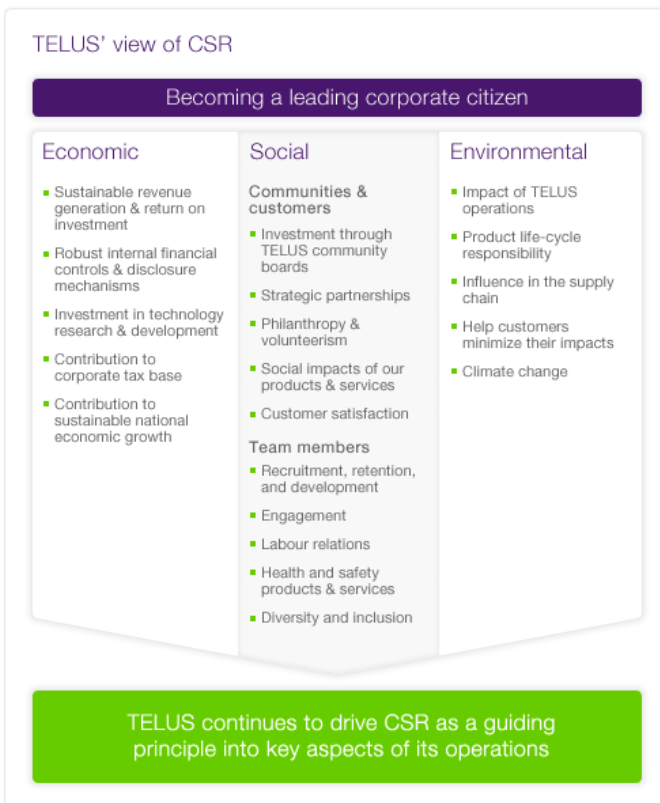 TELUS' view of CSR
Becoming a leading corporate citizen
Economic
Sustainable revenue
generation & return on
investment
Robust internal financial
controls & disclosure
mechanisms
Investment in technology
research & development
Contribution to
corporate tax base
Contribution to
sustainable national
economic growth
Social
Communities &
customers
Investment through
TELUS community
boards
Strategic partnerships
Philanthropy &
volunteerism
Social impacts of our
products & services
Customer satisfaction
Team members
Recruitment, retention,
and development
Engagement
Labour relations
Health and safety
products & services
Diversity and inclusion
Environmental
Impact of TELUS
operations
Product life-cycle
responsibility
Influence in the supply
chain
Help customers
minimize their impacts
Climate change
TELUS continues to drive CSR as a guiding
principle into key aspects of its operations